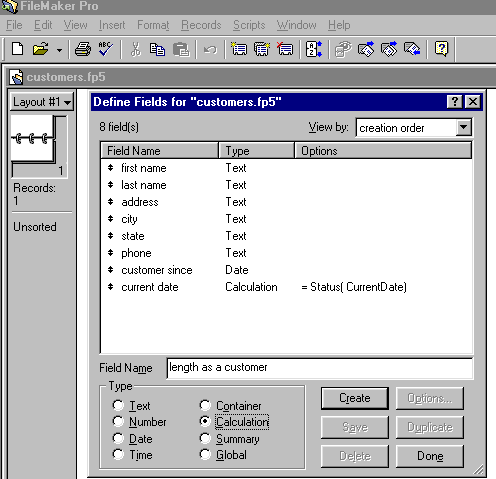 FileMaker Pro
File Edit View Insert Format Records Scripts Window Help
customers.fp5
Layout #1
1
Records:
1
Unsorted
Define Fields for "customers.fp5"
8 field(s)
View by: creation order
Field Name Type Options
first name Text
last name Text
address Text
city Text
state Text
phone Text
customer since Date
current date Calculation = Status( CurrentDate)
Field Name length as a customer
Type
Text Container
Number Calculation
Date Summary
Time Global
Create Options...
Save Duplicate
Delete Done